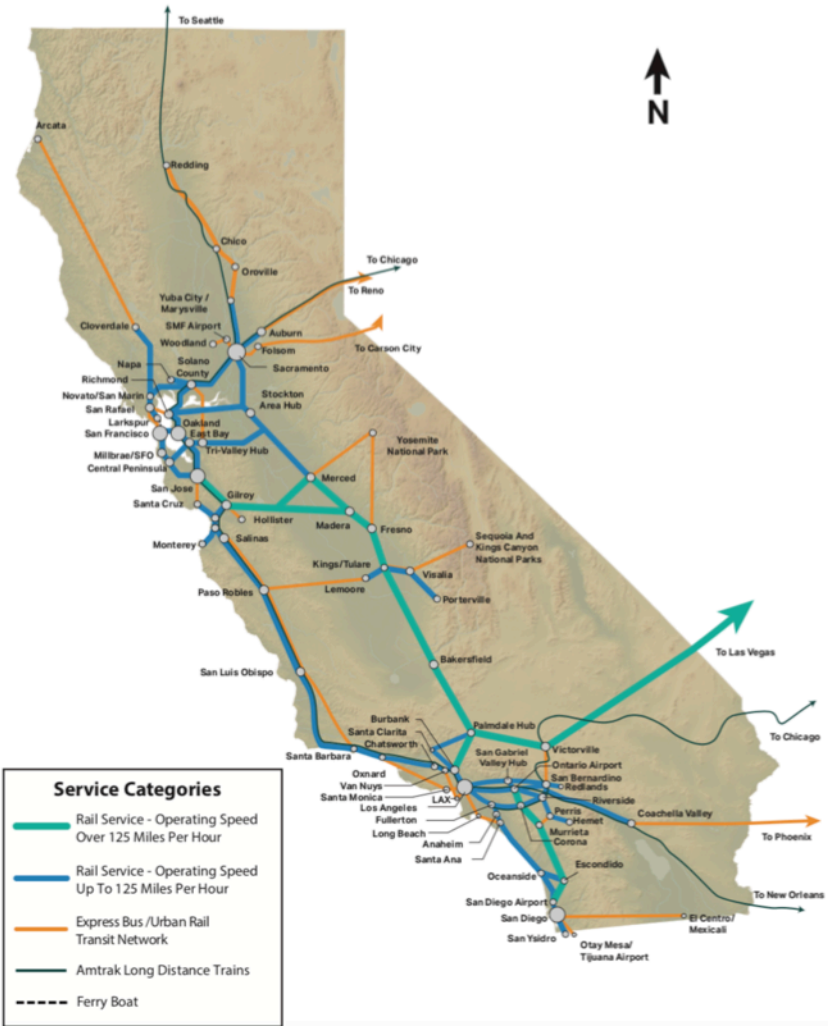 To Seattle
N
Arcata
Redding
Chico
Oroville
To Chicago
To Reno
Yuba City /
Marysville
SMF Airport
Woodland
Auburn
Folsom
To Carson City
Cloverdale
Sacramento
Napa
Solano
County
Richmond
Novato/San Marin
San Rafael
Larkspur
San Francisco
Stockton
Area Hub
Oakland
East Bay
Tri-Valley Hub
Yosemite
National Park
Millbrae/SFO
Central Peninsula
San Jose
Merced
Santa Cruz
Gilroy
Hollister
Madera
Fresno
Monterey
Salinas
Sequoia And
Kings Canyon
National Parks
Kings/Tulare
Visalia
Lemoore
Porterville
Paso Robles
Bakersfield
San Luis Obispo
To Las Vegas
Burbank
Palmdale Hub
Santa Clarita
Chatsworth
Santa Barbara
San Gabriel
Valley Hub
Victorville
To Chicago
Ontario Airport
San Bernardino
Redlands
Oxnard
Van Nuys
Santa Monica
LAX
Los Angeles
Fullerton
Long Beach
Anaheim
Santa Ana
Riverside
Perris
Hemet
Murrieta
Corona
Coachella Valley
To Phoenix
Oceanside
Escondido
San Diego Airport
San Diego
San Ysidro
Otay Mesa/
Tijuana Airport
El Centro/
Mexicali
To New Orleans
Service Categories
Rail Service - Operating Speed
Over 125 Miles Per Hour
Rail Service - Operating Speed
Up To 125 Miles Per Hour
Express Bus /Urban Rail
Transit Network
Amtrak Long Distance Trains
Ferry Boat